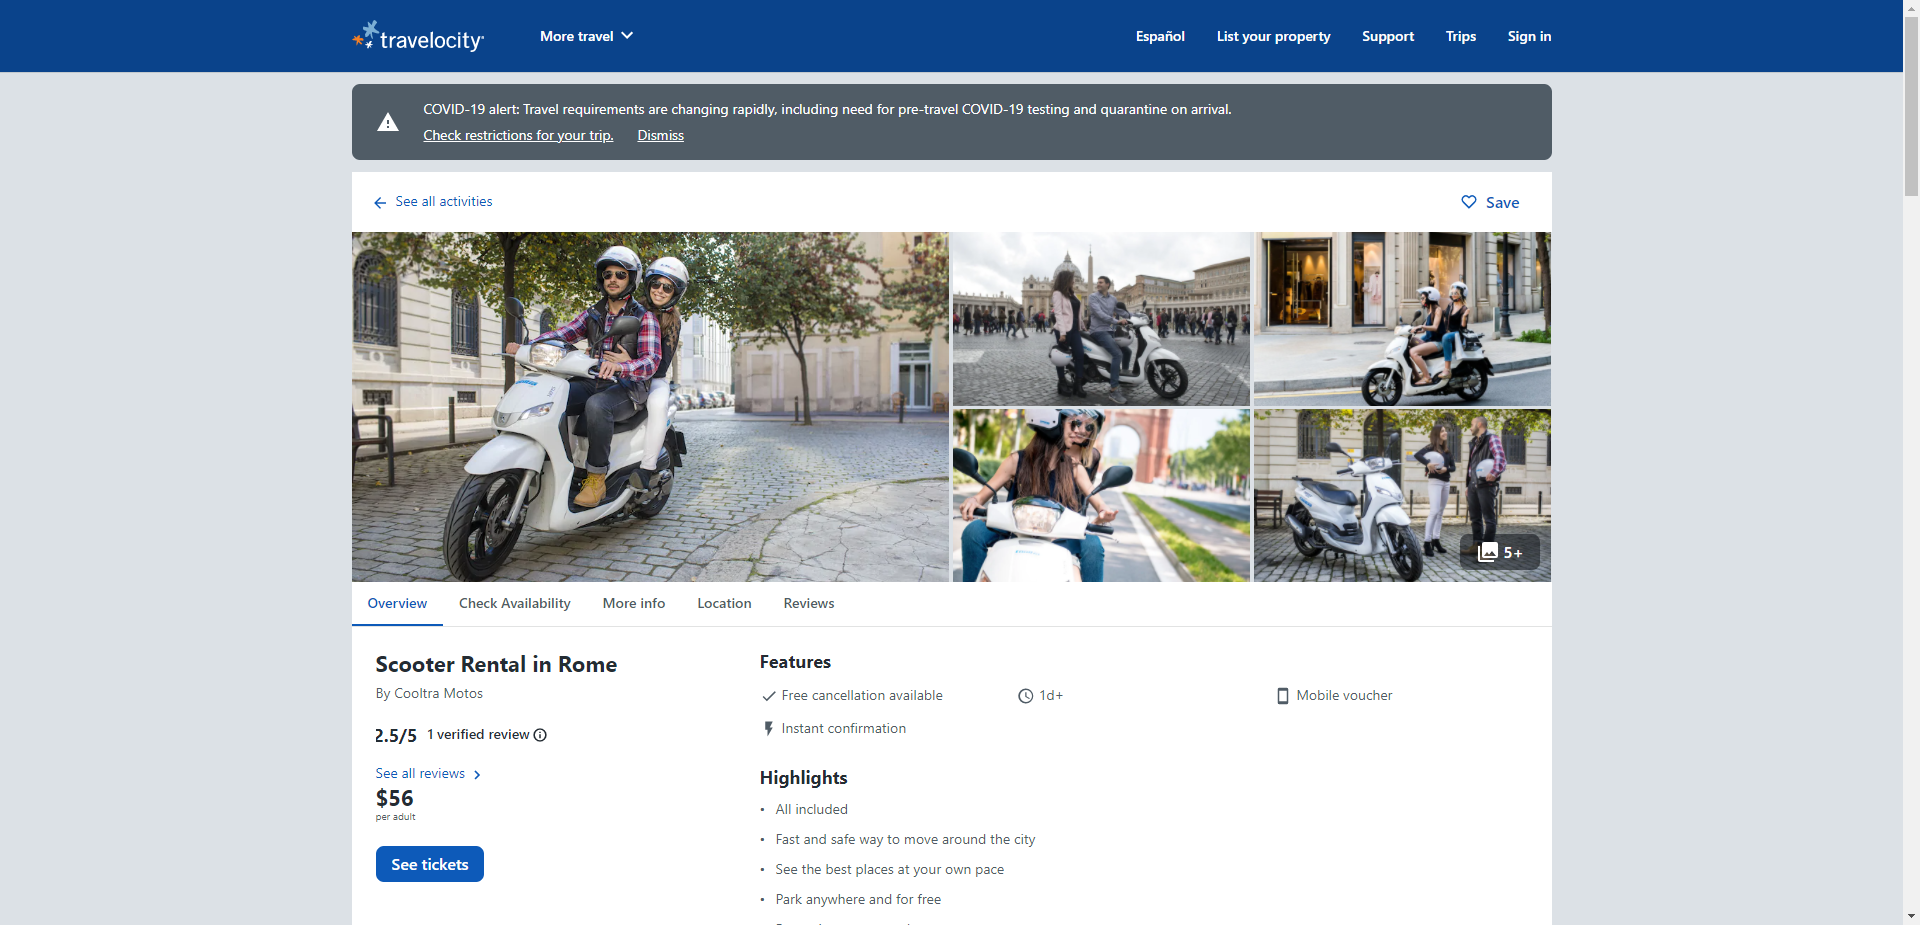 travelocity
More travel
Español
List your property
Support
Trips
Sign in
COVID-19 alert: Travel requirements are changing rapidly, including need for pre-travel COVID-19 testing and quarantine on arrival.
Check restrictions for your trip.
Dismiss
See all activities
Save
5+
Overview
Check Availability
More info
Location
Reviews
Scooter Rental in Rome
By Cooltra Motos
2.5/5 1 verified review
See all reviews
$56
per adult
See tickets
Features
Free cancellation available
1d+
Mobile voucher
Instant confirmation
Highlights
• All included
• Fast and safe way to move around the city
• See the best places at your own pace
• Park anywhere and for free